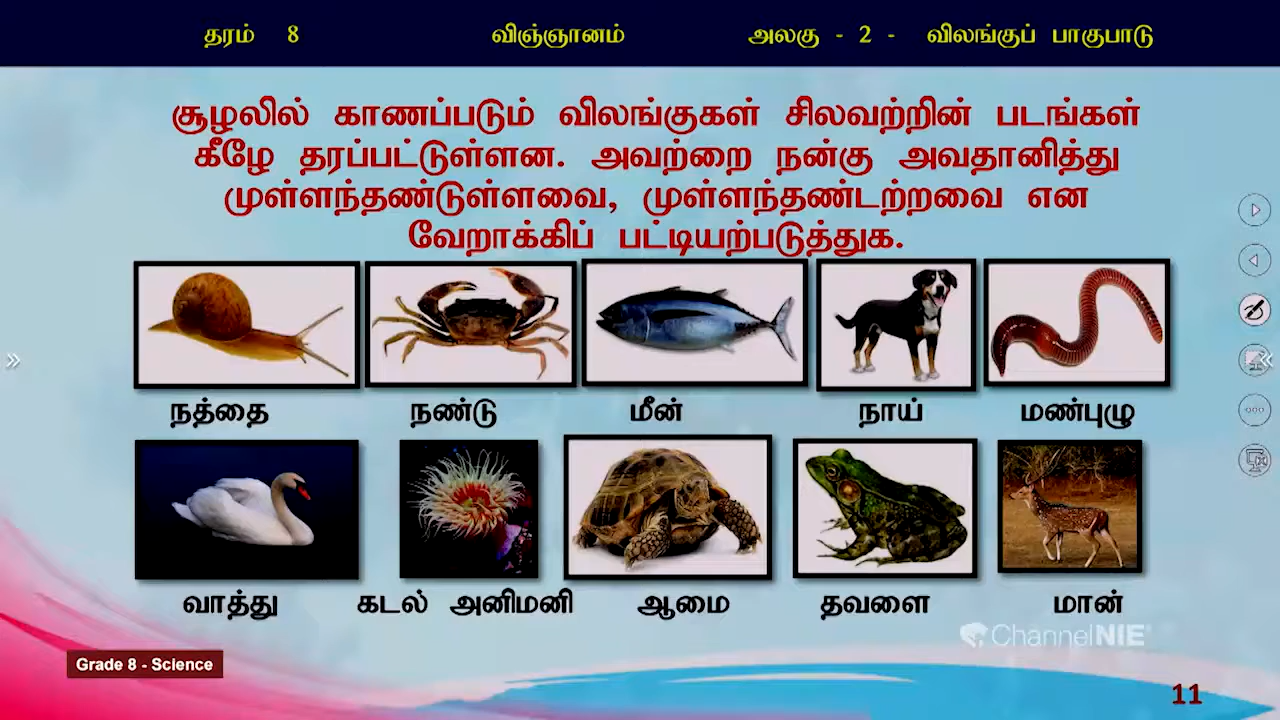 தரம் 8 விஞ்ஞானம் அலகு - 2 - விலங்குப் பாகுபாடு
சூழலில் காணப்படும் விலங்குகள் சிலவற்றின் படங்கள்
கீழே தரப்பட்டுள்ளன. அவற்றை நன்கு அவதானித்து
முள்ளந்தண்டுள்ளவை, முள்ளந்தண்டற்றவை என
வேறாக்கிப் பட்டியற்படுத்துக.
நத்தை நண்டு மீன் நாய் மண்புழு
வாத்து கடல் அனிமனி ஆமை தவளை மான்
ChannelNIE
Grade 8 - Science
11